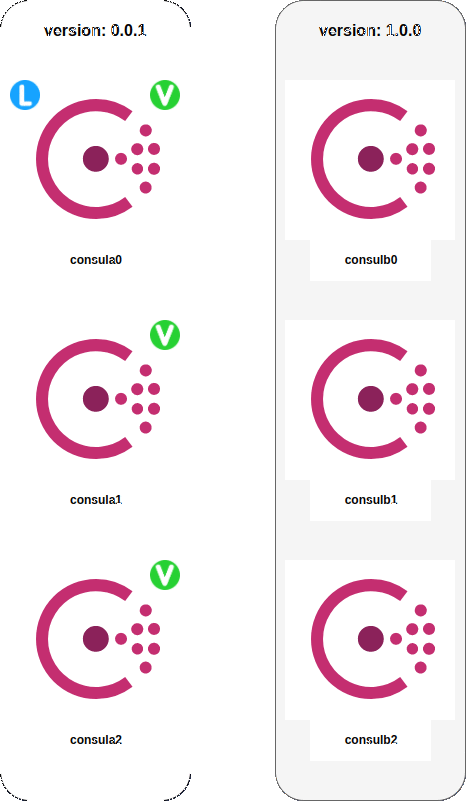 version: 0.0.1
L
V
consula0
V
consula1
V
consula2
version: 1.0.0
consulb0
consulb1
consulb2